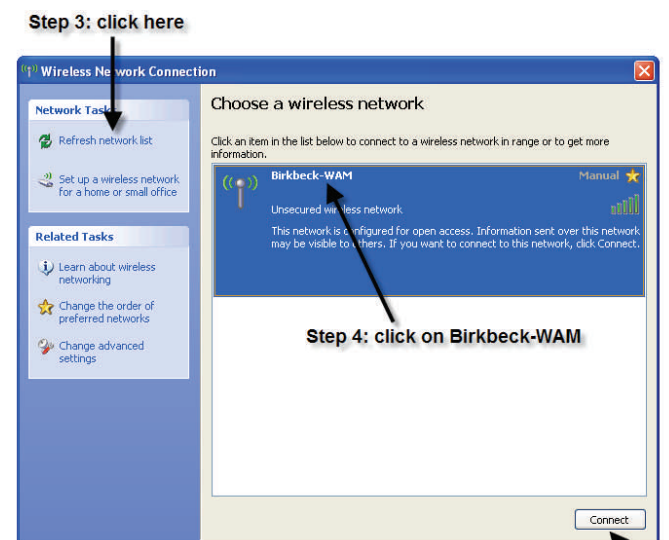 Step 3: click here
Wireless Network Connection
Network Tasks
Refresh network list
Set up a wireless network
for a home or small office
Related Tasks
Learn about wireless
networking
Change the order of
preferred networks
Change advanced
settings
Choose a wireless network
Click an item in the list below to connect to a wireless network in range or to get more
information.
Birkbeck-WAM
Manual
Unsecured wireless network
This network is configured for open access. Information sent over this network
may be visible to others. If you want to connect to this network, click Connect.
Step 4: click on Birkbeck-WAM
Connect